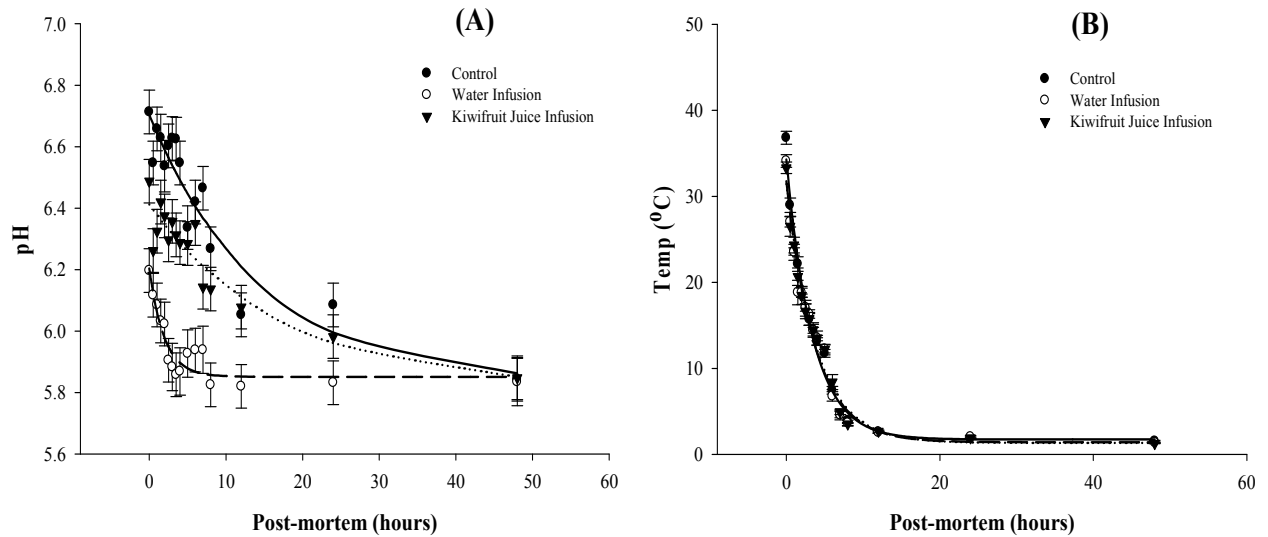 (A)
7.0
6.8
6.6
6.4
6.2
6.0
5.8
5.6
pH
0 10 20 30 40 50 60
Post-mortem (hours)
Control
Water Infusion
Kiwifruit Juice Infusion
(B)
50
40
30
20
10
0
Temp (⁰C)
0 20 40 60
Post-mortem (hours)
Control
Water Infusion
Kiwifruit Juice Infusion